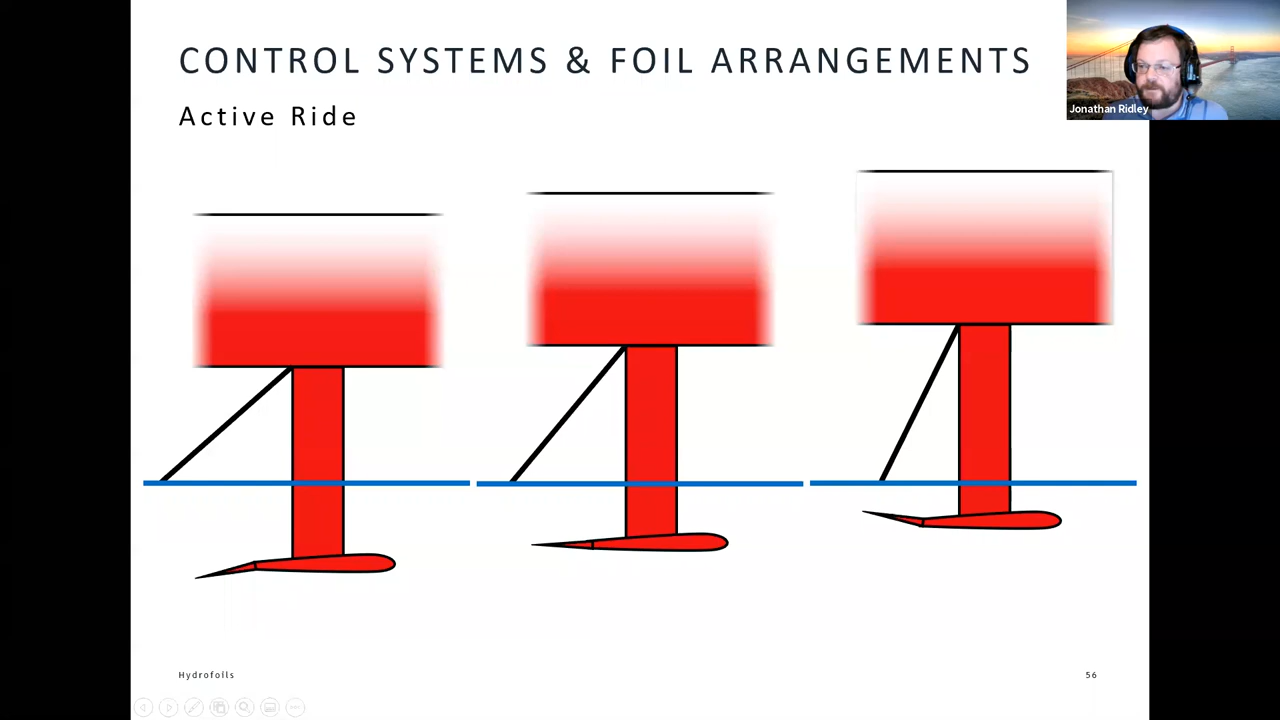 CONTROL SYSTEMS & FOIL ARRANGEMENTS
Active Ride
Jonathan Ridley
Hydrofoils
56